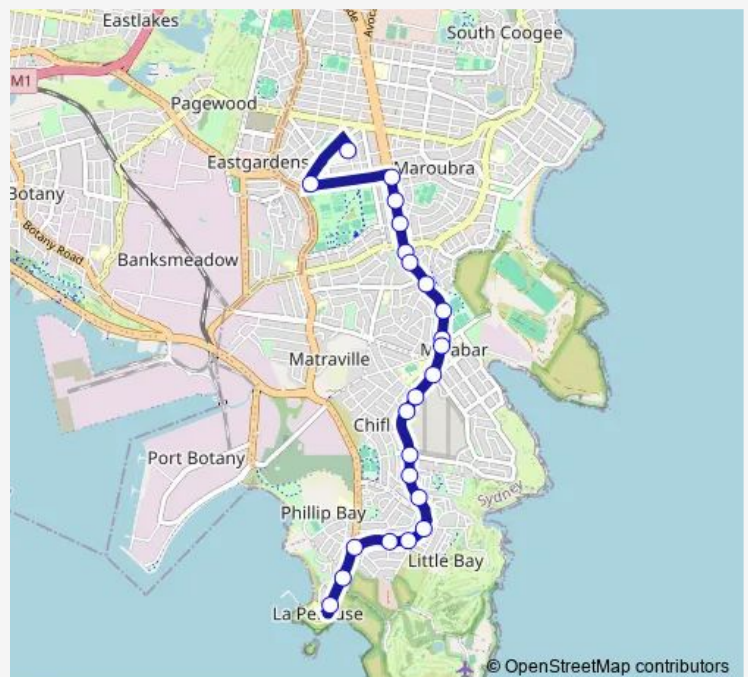 Eastlakes
South Coogee
M1
Pagewood
Eastgardens
Maroubra
Botany
Botany Road
Banksmeadow
Matraville
Chifl
Port Botany
Sydney
Phillip Bay
Little Bay
© OpenStreetMap contributors